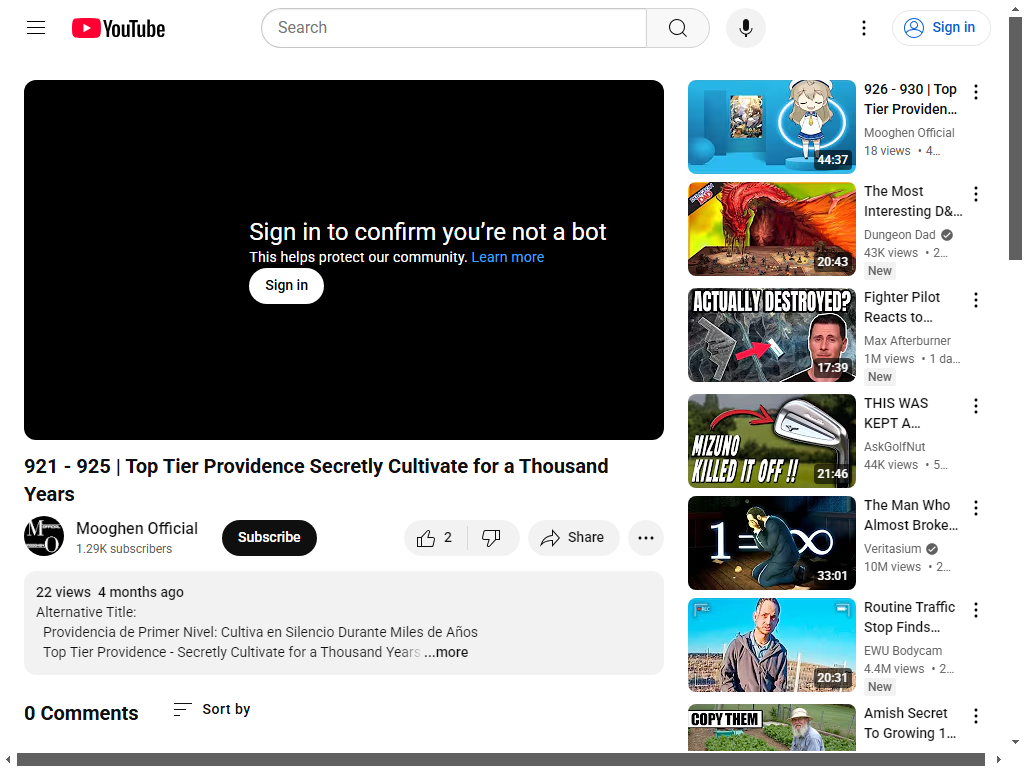 YouTube
Search
Sign in
Sign in to confirm you're not a bot
This helps protect our community. Learn more
Sign in
921 - 925 | Top Tier Providence Secretly Cultivate for a Thousand
Years
Mooghen Official
1.29K subscribers
Subscribe
2
Share
22 views 4 months ago
Alternative Title:
Providencia de Primer Nivel: Cultiva en Silencio Durante Miles de Años
Top Tier Providence - Secretly Cultivate for a Thousand Years ...more
0 Comments
Sort by
44:37
926 - 930 | Top
Tier Providen...
Mooghen Official
18 views • 4...
20:43
The Most
Interesting D&...
Dungeon Dad
43K views • 2...
New
ACTUALLY DESTROYED?
17:39
Fighter Pilot
Reacts to...
Max Afterburner
1M views • 1 da...
New
MIZUNO
KILLED IT OFF !!
21:46
THIS WAS
KEPT A...
AskGolfNut
44K views • 5...
1 = ∞
33:01
The Man Who
Almost Broke...
Veritasium
10M views • 2...
REC
20:31
Routine Traffic
Stop Finds...
EWU Bodycam
4.4M views • 2...
New
COPY THEM
Amish Secret
To Growing 1...